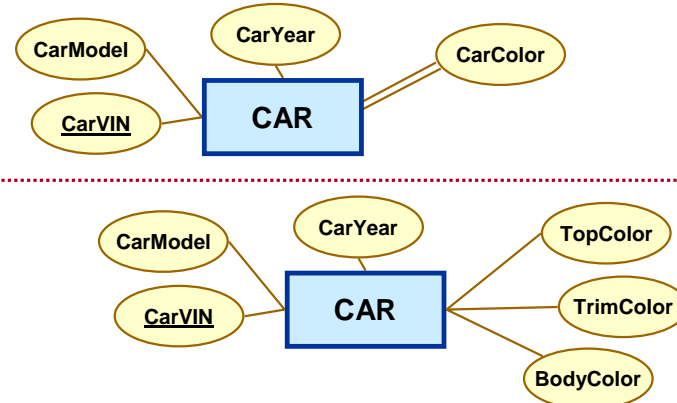 CarModel
CarYear
CarColor
CarVIN
CAR
CarModel
CarYear
TopColor
CarVIN
CAR
TrimColor
BodyColor